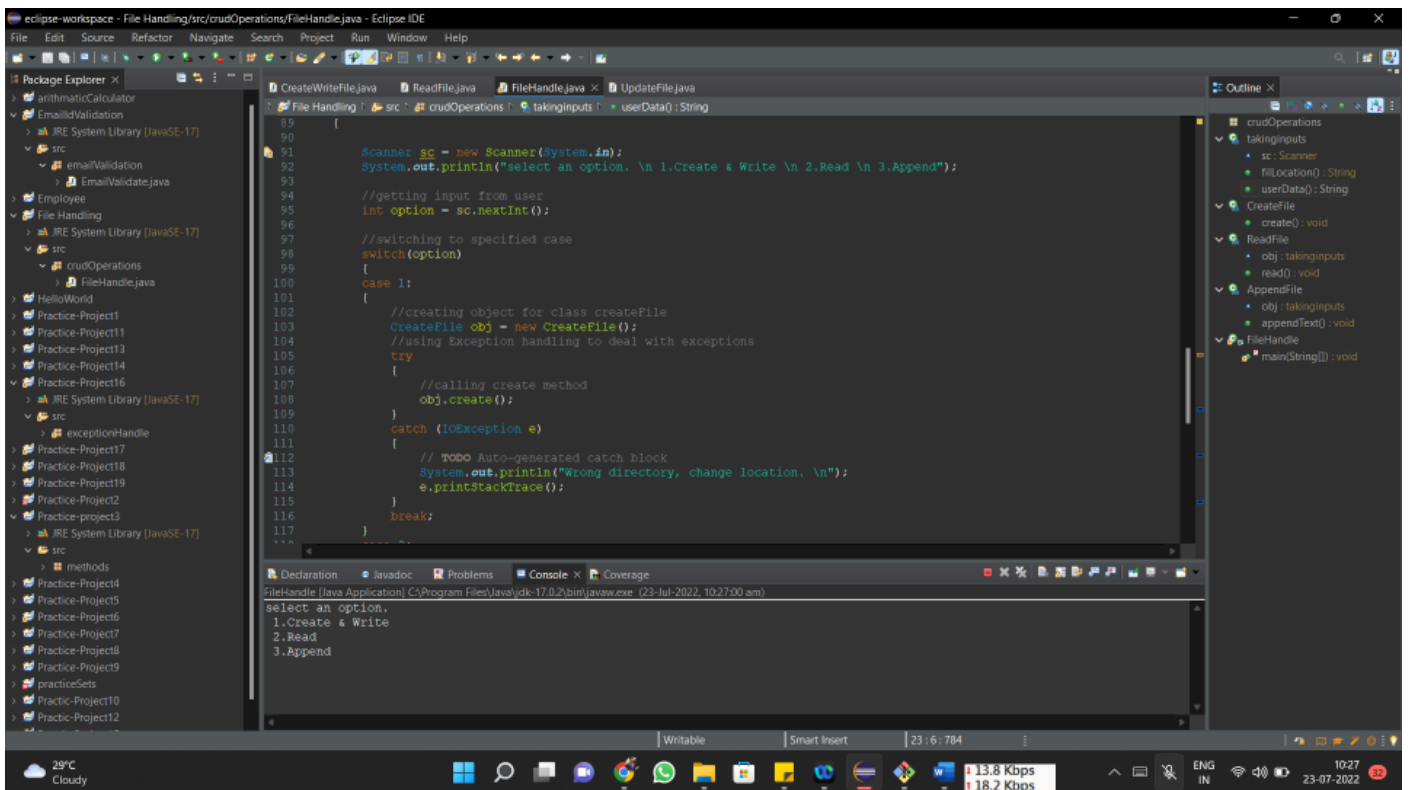 eclipse-workspace - File Handling/src/crudOperations/FileHandle.java - Eclipse IDE
File Edit Source Refactor Navigate Search Project Run Window Help
Package Explorer
arithmaticCalculator
EmailIdValidation
JRE System Library [JavaSE-17]
src
emailValidation
EmailValidate.java
Employee
File Handling
JRE System Library [JavaSE-17]
src
crudOperations
FileHandle.java
HelloWorld
Practice-Project1
Practice-Project11
Practice-Project13
Practice-Project14
Practice-Project16
JRE System Library [JavaSE-17]
src
exceptionHandle
Practice-Project17
Practice-Project18
Practice-Project19
Practice-Project2
Practice-project3
JRE System Library [JavaSE-17]
src
methods
Practice-Project4
Practice-Project5
Practice-Project6
Practice-Project7
Practice-Project8
Practice-Project9
practiceSets
Practic-Project10
Practic-Project12
CreateWriteFile.java ReadFile.java FileHandle.java UpdateFile.java
File Handling src crudOperations takinginputs userData() : String
89 {
90
91 Scanner sc = new Scanner(System.in);
92 System.out.println("select an option. \n 1.Create & Write \n 2.Read \n 3.Append");
93
94 //getting input from user
95 int option = sc.nextInt();
96
97 //switching to specified case
98 switch(option)
99 {
100 case 1:
101 {
102 //creating object for class createFile
103 CreateFile obj = new CreateFile();
104 //using Exception handling to deal with exceptions
105 try
106 {
107 //calling create method
108 obj.create();
109 }
110 catch (IOException e)
111 {
112 // TODO Auto-generated catch block
113 System.out.println("Wrong directory, change location. \n");
114 e.printStackTrace();
115 }
116 break;
117 }
Declaration Javadoc Problems Console Coverage
FileHandle [Java Application] C:\Program Files\Java\jdk-17.0.2\bin\javaw.exe (23-Jul-2022, 10:27:00 am)
select an option.
1.Create & Write
2.Read
3.Append
Outline
crudOperations
takinginputs
sc : Scanner
fillLocation() : String
userData() : String
CreateFile
create() : void
ReadFile
obj : takinginputs
read() : void
AppendFile
obj : takinginputs
appendText() : void
FileHandle
main(String[]) : void
Writable Smart Insert 23 : 6 : 784
29°C
Cloudy
13.8 Kbps
18.2 Kbps
ENG
IN
10:27
23-07-2022
32